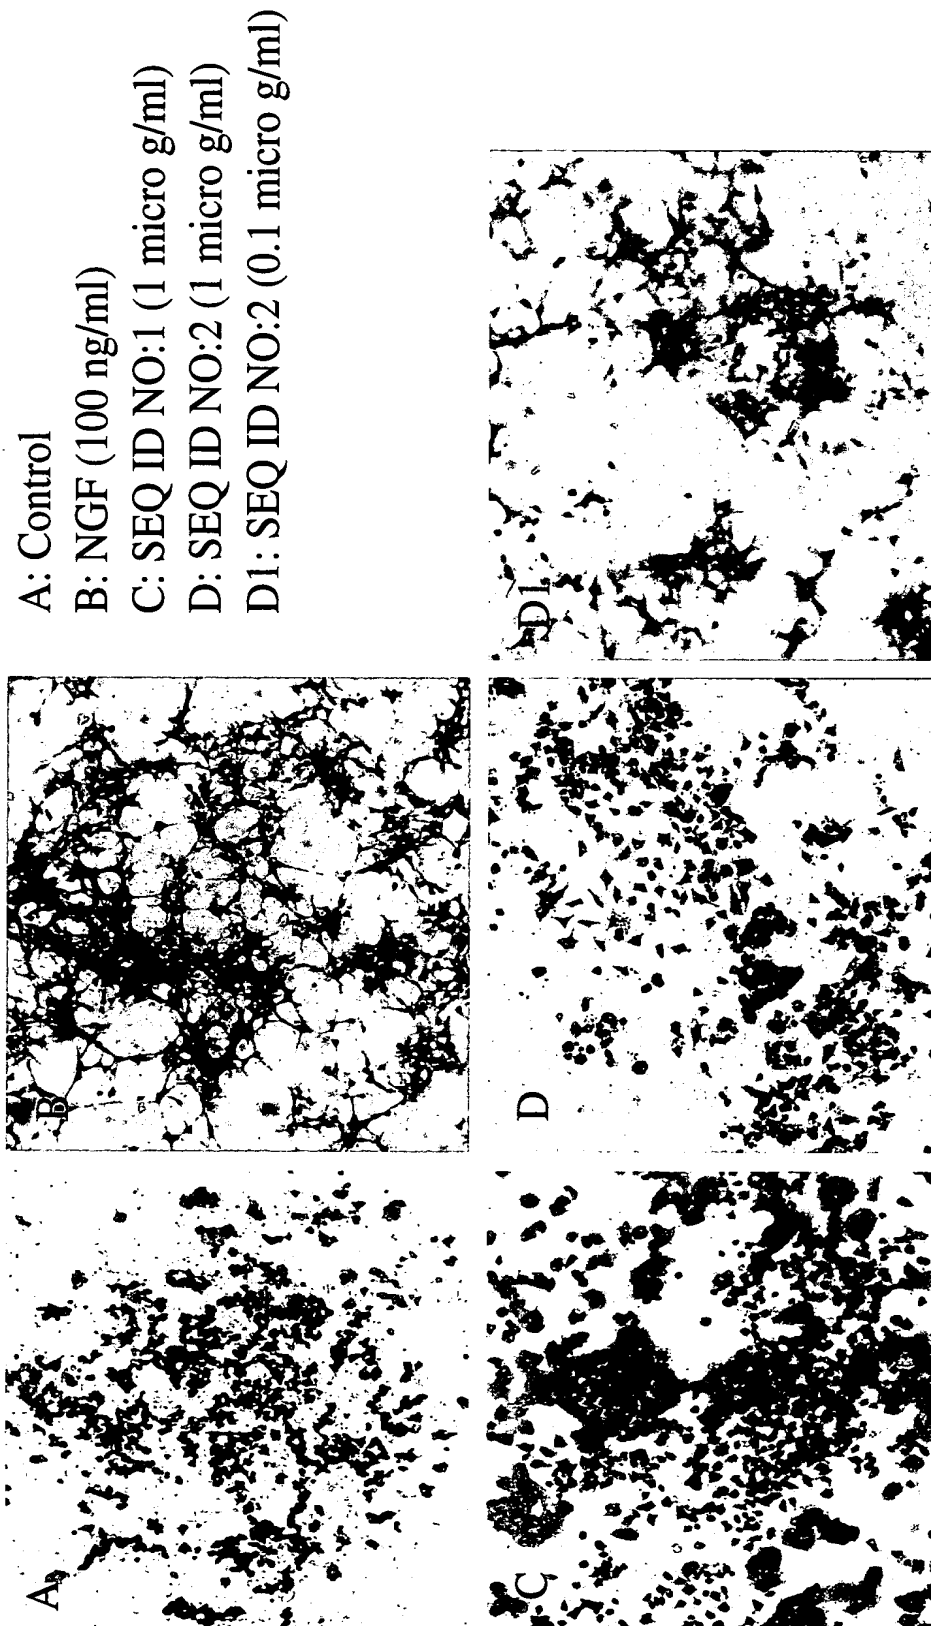 A: Control
B: NGF (100 ng/ml)
C: SEQ ID NO:1 (1 micro g/ml)
D: SEQ ID NO:2 (1 micro g/ml)
D1: SEQ ID NO:2 (0.1 micro g/ml)
A
B
C
D
D1